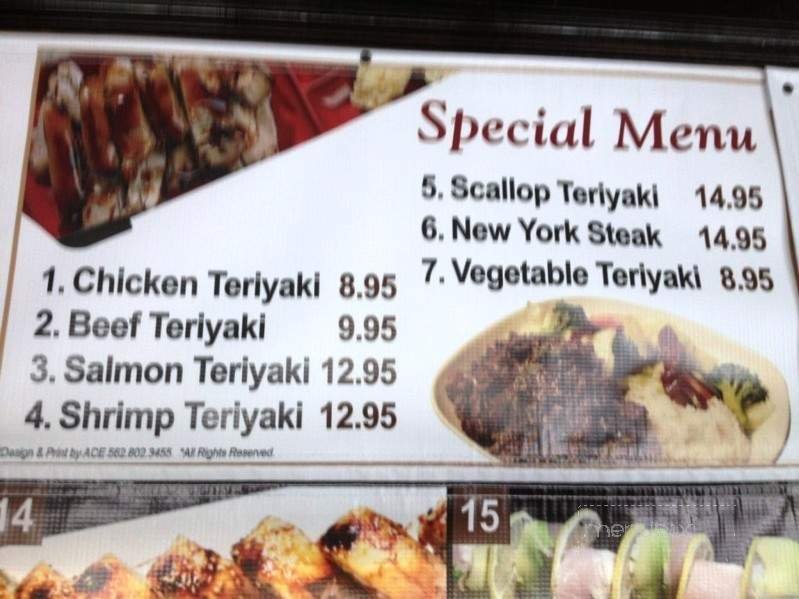 Special Menu
1. Chicken Teriyaki 8.95
2. Beef Teriyaki 9.95
3. Salmon Teriyaki 12.95
4. Shrimp Teriyaki 12.95
5. Scallop Teriyaki 14.95
6. New York Steak 14.95
7. Vegetable Teriyaki 8.95
Design & Print by ACE 562.802.3455 *All Rights Reserved.
14
15